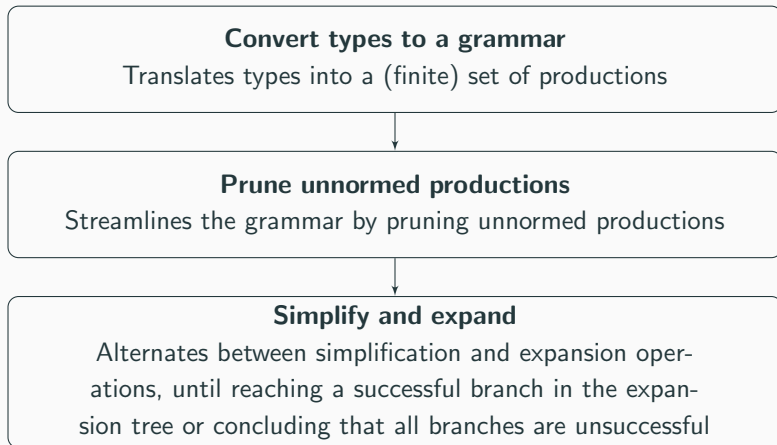 Convert types to a grammar
Translates types into a (finite) set of productions
Prune unnormed productions
Streamlines the grammar by pruning unnormed productions
Simplify and expand
Alternates between simplification and expansion oper-
ations, until reaching a successful branch in the expan-
sion tree or concluding that all branches are unsuccessful